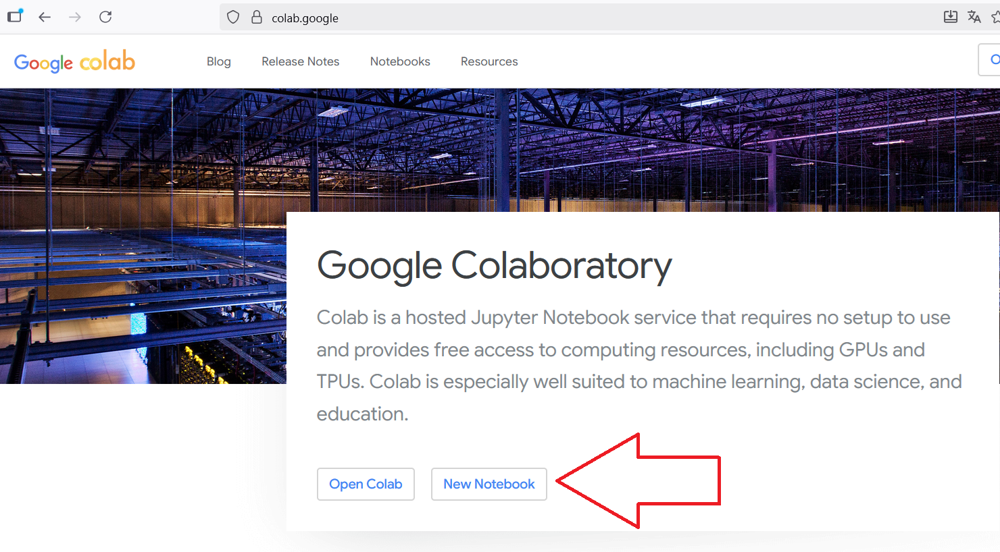 colab.google
Google colab
Blog
Release Notes
Notebooks
Resources
Google Colaboratory
Colab is a hosted Jupyter Notebook service that requires no setup to use
and provides free access to computing resources, including GPUs and
TPUs. Colab is especially well suited to machine learning, data science, and
education.
Open Colab
New Notebook